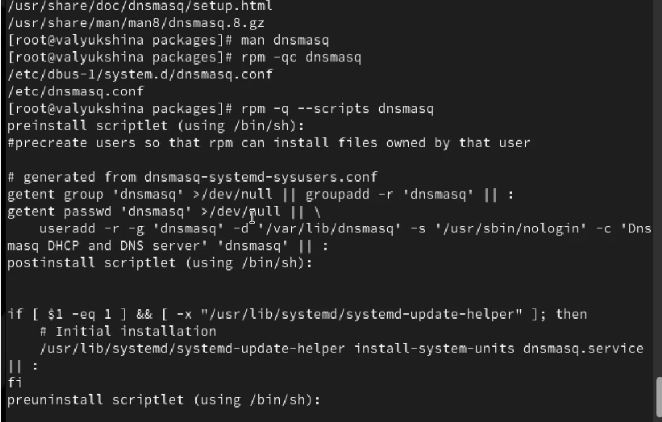 /usr/share/doc/dnsmasq/setup.html
/usr/share/man/man8/dnsmasq.8.gz
[root@valyukshina packages]# man dnsmasq
[root@valyukshina packages]# rpm -qc dnsmasq
/etc/dbus-1/system.d/dnsmasq.conf
/etc/dnsmasq.conf
[root@valyukshina packages]# rpm -q --scripts dnsmasq
preinstall scriptlet (using /bin/sh):
#precreate users so that rpm can install files owned by that user

# generated from dnsmasq-systemd-sysusers.conf
getent group 'dnsmasq' >/dev/null || groupadd -r 'dnsmasq' || :
getent passwd 'dnsmasq' >/dev/null || \
    useradd -r -g 'dnsmasq' -d '/var/lib/dnsmasq' -s '/usr/sbin/nologin' -c 'Dns
masq DHCP and DNS server' 'dnsmasq' || :
postinstall scriptlet (using /bin/sh):


if [ $1 -eq 1 ] && [ -x "/usr/lib/systemd/systemd-update-helper" ]; then
    # Initial installation
    /usr/lib/systemd/systemd-update-helper install-system-units dnsmasq.service
|| :
fi
preuninstall scriptlet (using /bin/sh):